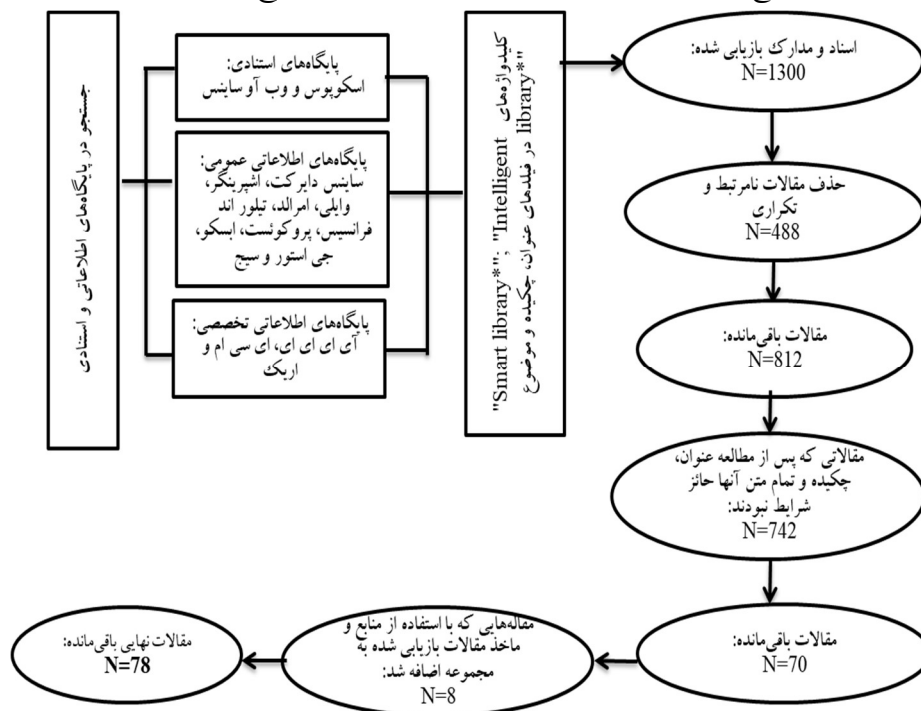 جستجو در پایگاه‌های اطلاعاتی و استنادی
پایگاه‌های استنادی:
اسکوپوس و وب آو ساینس
پایگاه‌های اطلاعاتی عمومی:
ساینس دایرکت، اشپرینگر،
وایلی، امرالد، تیلور اند
فرانسیس، پروکوئست، ابسکو،
جی استور و سیج
پایگاه‌های اطلاعاتی تخصصی:
آی ای ای ای، ای سی ام و
اریک
کلیدواژه‌های "Smart library*"; "Intelligent
library*" در فیلدهای عنوان، چکیده و موضوع
اسناد و مدارک بازیابی شده:
N=1300
حذف مقالات نامرتبط و
تکراری
N=488
مقالات باقی‌مانده:
N=812
مقالاتی که پس از مطالعه عنوان،
چکیده و تمام متن آنها حائز
شرایط نبودند:
N=742
مقالات باقی‌مانده:
N=70
مقاله‌هایی که با استفاده از منابع و
ماخذ مقالات بازیابی شده به
مجموعه اضافه شد:
N=8
مقالات نهایی باقی‌مانده:
N=78